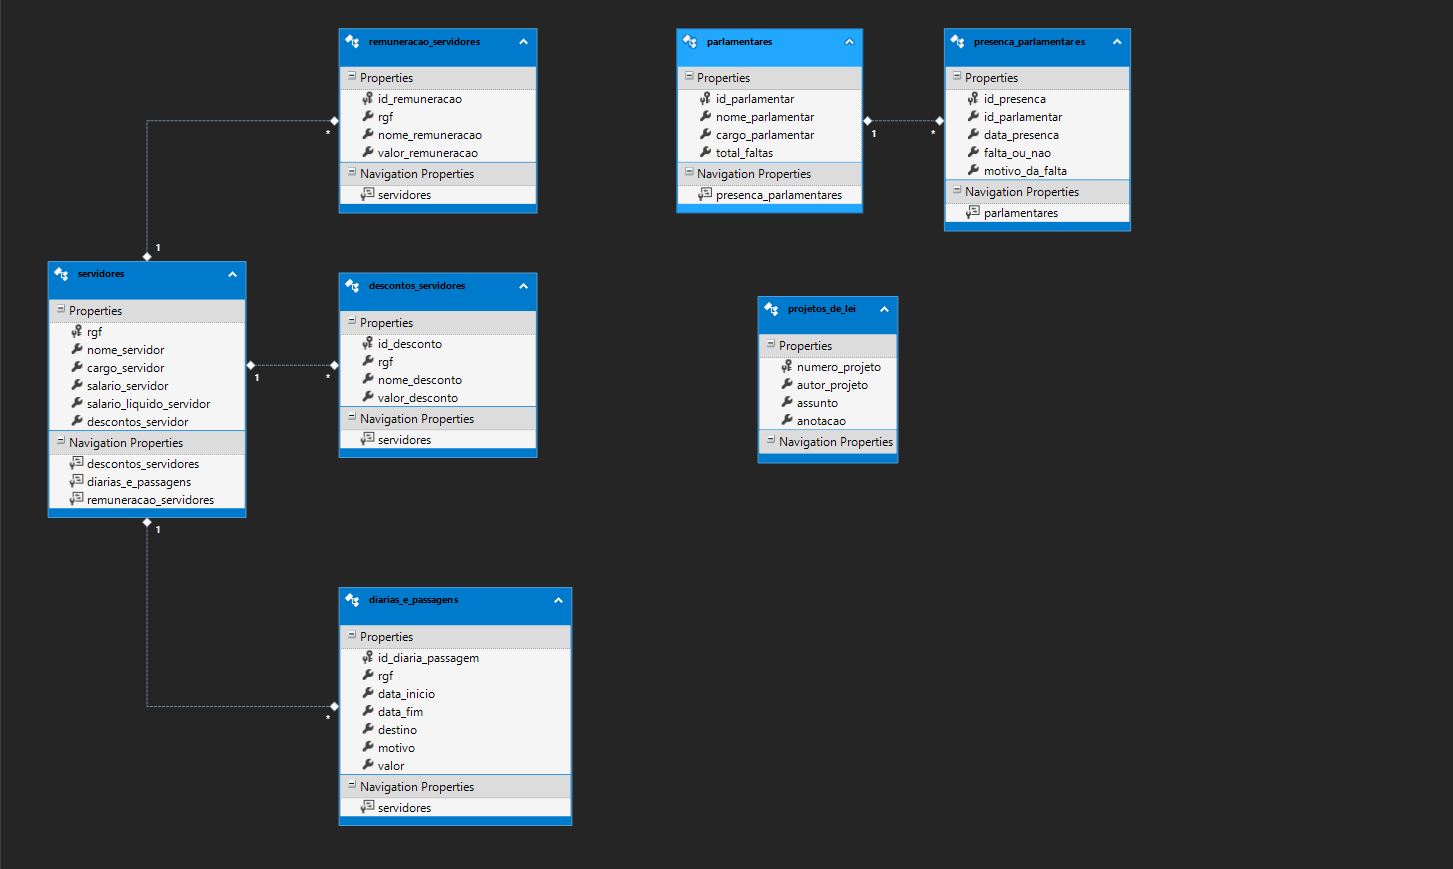 remuneracao_servidores
Properties
id_remuneracao
rgf
nome_remuneracao
valor_remuneracao
Navigation Properties
servidores
parlamentares
Properties
id_parlamentar
nome_parlamentar
cargo_parlamentar
total_faltas
Navigation Properties
presenca_parlamentares
1
*
presenca_parlamentares
Properties
id_presenca
id_parlamentar
data_presenca
falta_ou_nao
motivo_da_falta
Navigation Properties
parlamentares
*
1
servidores
Properties
rgf
nome_servidor
cargo_servidor
salario_servidor
salario_liquido_servidor
descontos_servidor
Navigation Properties
descontos_servidores
diarias_e_passagens
remuneracao_servidores
1
*
descontos_servidores
Properties
id_desconto
rgf
nome_desconto
valor_desconto
Navigation Properties
servidores
projetos_de_lei
Properties
numero_projeto
autor_projeto
assunto
anotacao
Navigation Properties
1
*
diarias_e_passagens
Properties
id_diaria_passagem
rgf
data_inicio
data_fim
destino
motivo
valor
Navigation Properties
servidores